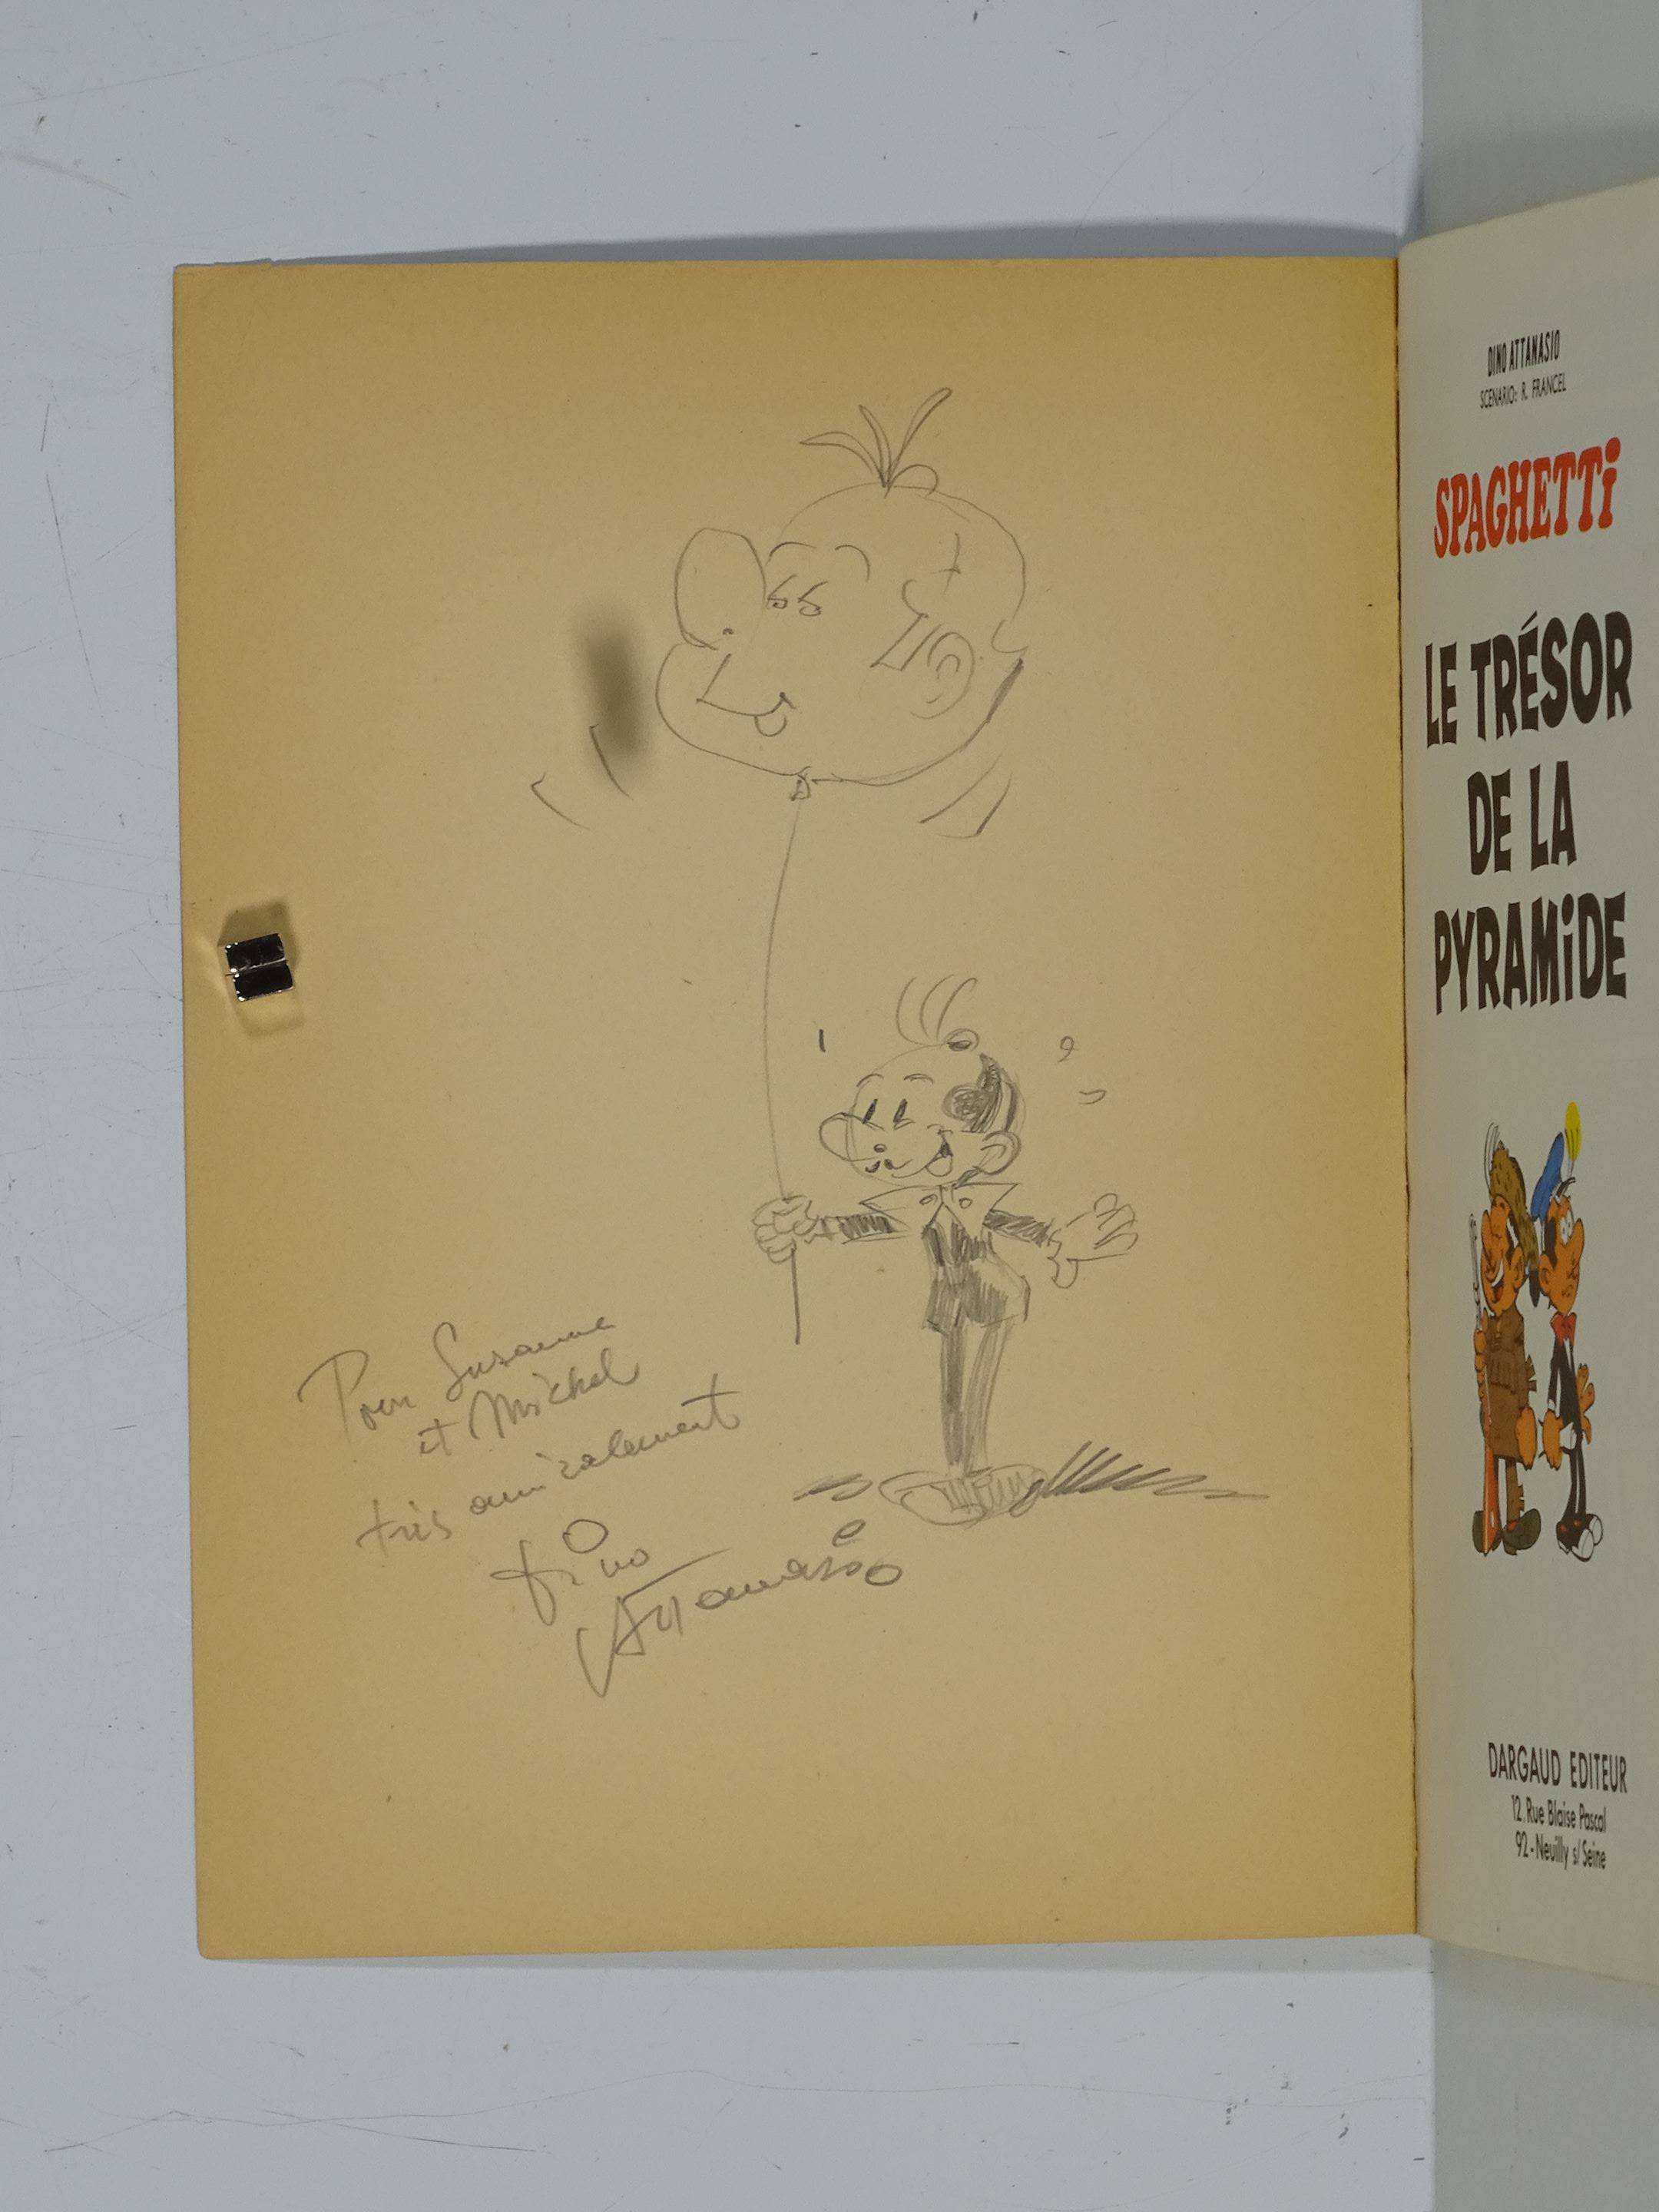 Pour Susanne
et Michel
très amicalement
Dino
Attanasio
DINO ATTANASIO
SCENARIO: R. FRANCEL
SPAGHETTi
LE TRÉSOR
DE LA
PYRAMiDE
DARGAUD EDITEUR
12. Rue Blaise Pascal
92-Neuilly s/Seine